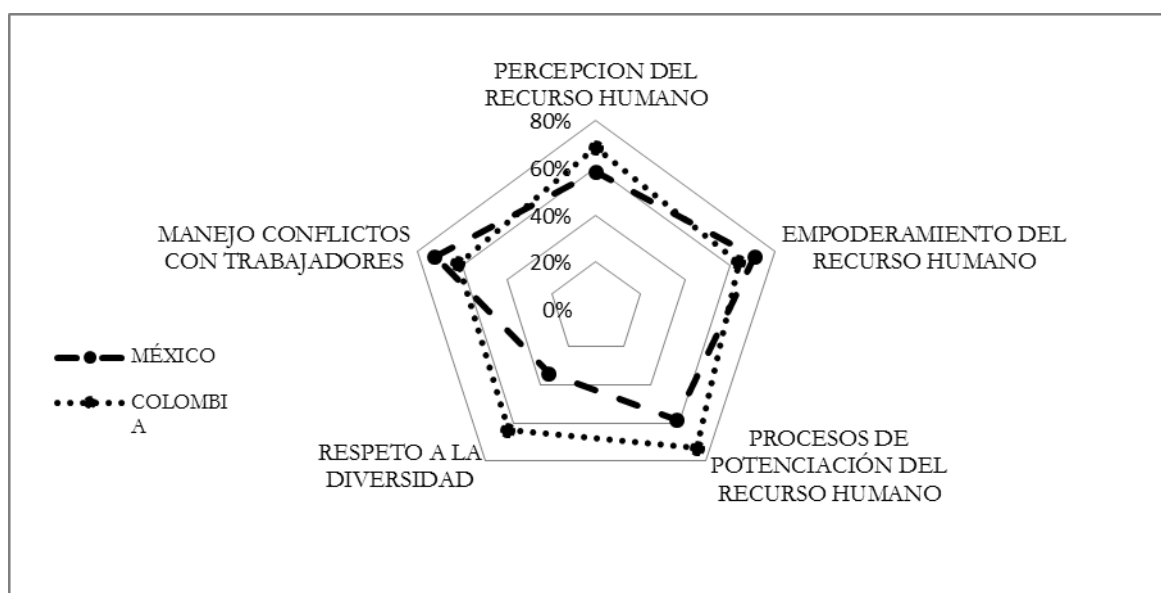 PERCEPCION DEL
RECURSO HUMANO
80%
60%
40%
20%
0%
EMPODERAMIENTO DEL
RECURSO HUMANO
PROCESOS DE
POTENCIACIÓN DEL
RECURSO HUMANO
RESPETO A LA
DIVERSIDAD
MANEJO CONFLICTOS
CON TRABAJADORES
MÉXICO
COLOMBI
A